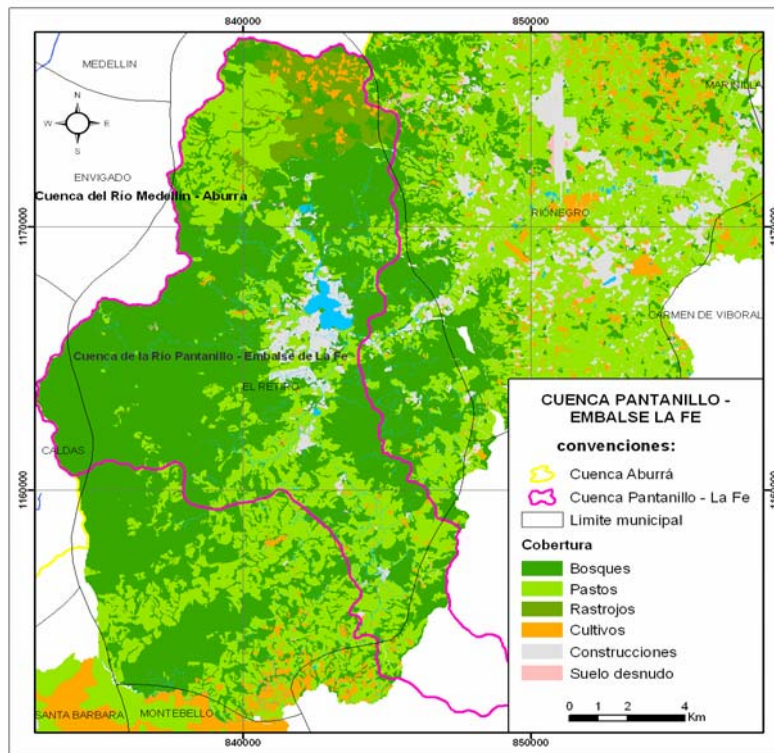 840000
850000
MEDELLIN
MARINILLA
N
W
E
S
ENVIGADO
Cuenca del Río Medellín - Aburra
RIONEGRO
1170000
CARMEN DE VIBORAL
Cuenca de la Río Pantanillo - Embalse de La Fe
EL RETIRO
CALDAS
1160000
CUENCA PANTANILLO -
EMBALSE LA FE
convenciones:
Cuenca Aburrá
Cuenca Pantanillo - La Fe
Límite municipal
Cobertura
Bosques
Pastos
Rastrojos
Cultivos
Construcciones
Suelo desnudo
0 1 2 4
Km
SANTA BARBARA
MONTEBELLO
840000
850000